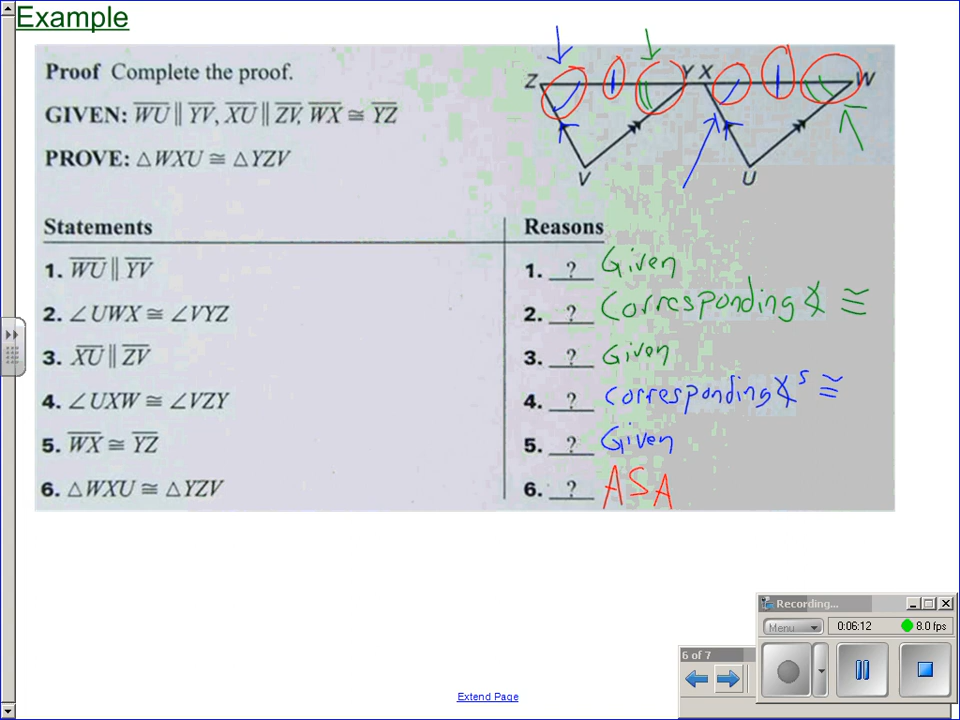 Example
Proof Complete the proof.
GIVEN: WU || YV, XU || ZV, WX ≅ YZ
PROVE: △WXU ≅ △YZV
Z Y X W
V U
Statements Reasons
1. WU || YV 1. ? Given
2. ∠UWX ≅ ∠VYZ 2. ? Corresponding ∡ ≅
3. XU || ZV 3. ? Given
4. ∠UXW ≅ ∠VZY 4. ? corresponding ∡s ≅
5. WX ≅ YZ 5. ? Given
6. △WXU ≅ △YZV 6. ? ASA
Recording...
Menu 0:06:12 8.0 fps
6 of 7
Extend Page